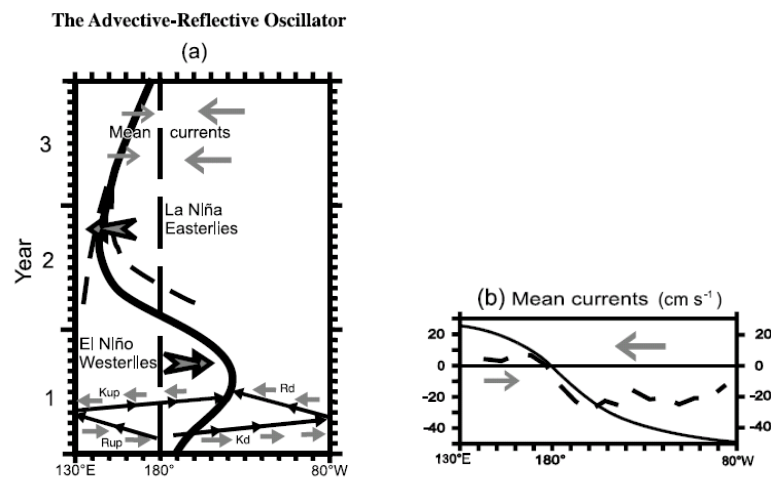 The Advective-Reflective Oscillator
(a)
3
Mean currents
La Niña
Easterlies
Year
2
El Niño
Westerlies
1
Kup
Rd
Rup
Kd
130°E 180° 80°W
(b) Mean currents (cm s⁻¹)
20 20
0 0
-20 -20
-40 -40
130°E 180° 80°W